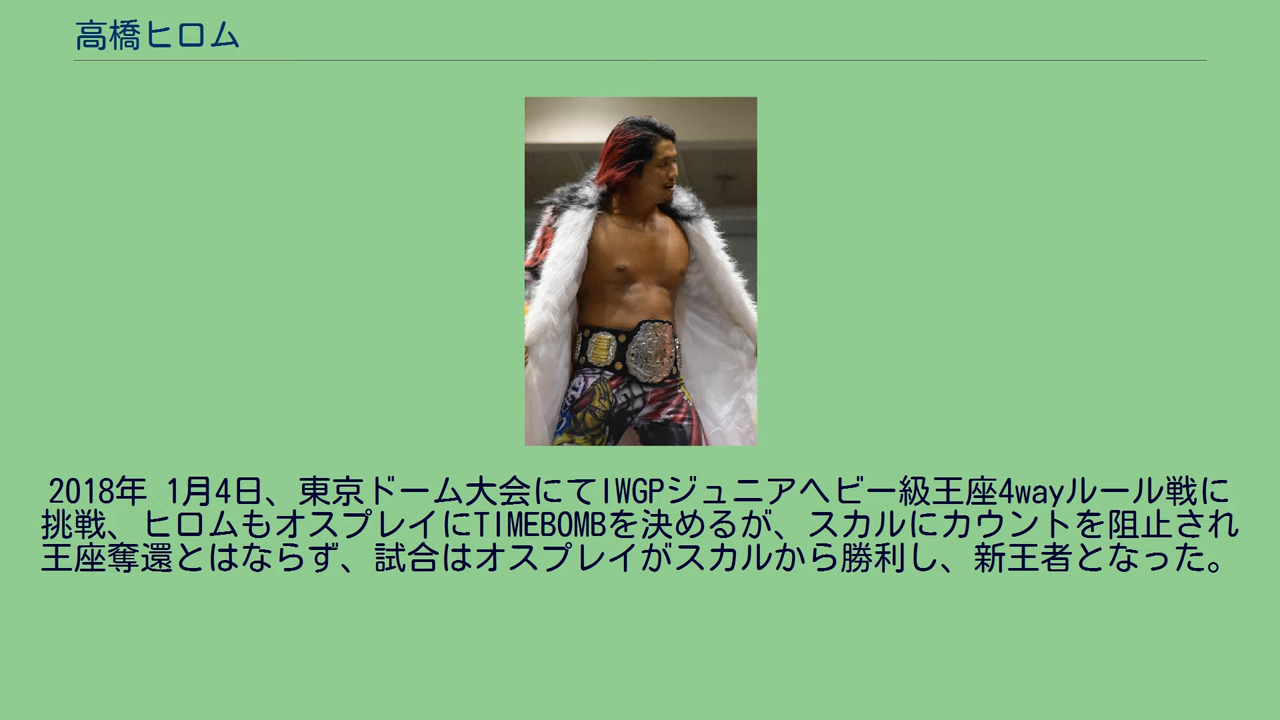 高橋ヒロム
2018年 1月4日、東京ドーム大会にてIWGPジュニアヘビー級王座4wayルール戦に
挑戦、ヒロムもオスプレイにTIMEBOMBを決めるが、スカルにカウントを阻止され
王座奪還とはならず、試合はオスプレイがスカルから勝利し、新王者となった。